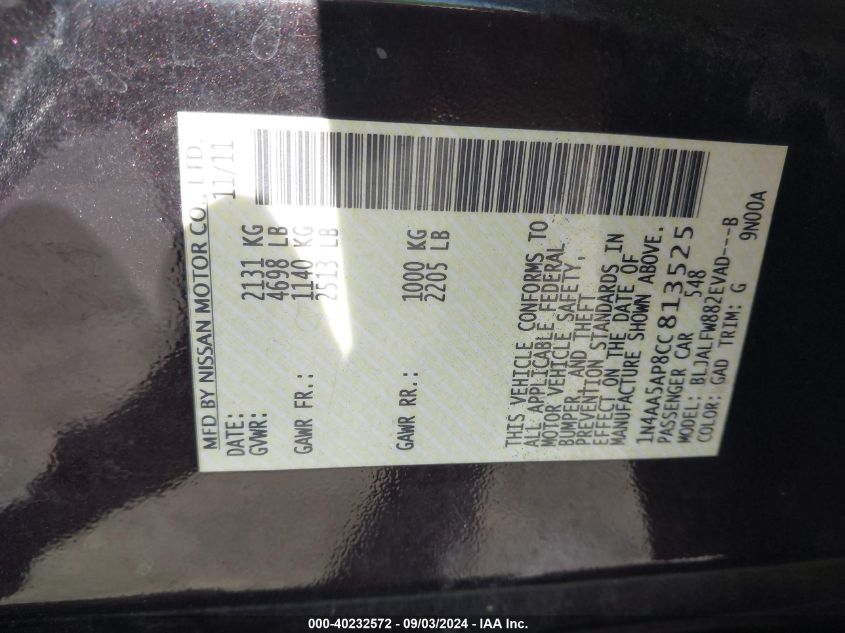 MFD BY NISSAN MOTOR CO., LTD.
DATE: 11/11
GVWR: 2131 KG
4698 LB
GAWR FR.: 1140 KG
2513 LB
GAWR RR.: 1000 KG
2205 LB
THIS VEHICLE CONFORMS TO
ALL APPLICABLE FEDERAL
MOTOR VEHICLE SAFETY,
BUMPER, AND THEFT
PREVENTION STANDARDS IN
EFFECT ON THE DATE OF
MANUFACTURE SHOWN ABOVE.
1N4AA5AP8CC813525
PASSENGER CAR 548
MODEL: BLJALFW882EVAD---B
COLOR: GAD TRIM: G 9N00A
000-40232572 - 09/03/2024 - IAA Inc.